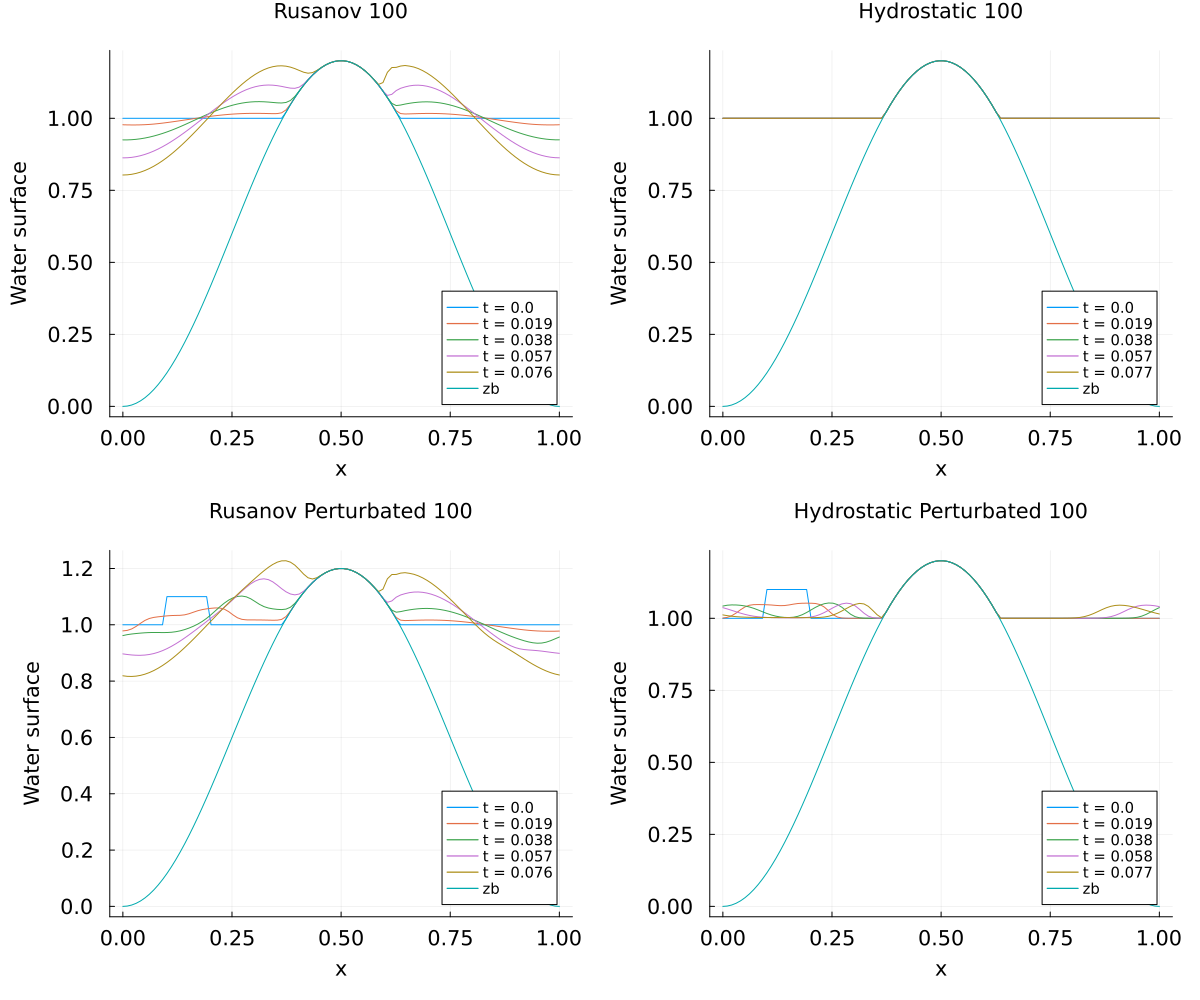 Rusanov 100
Water surface
1.00
0.75
0.50
0.25
0.00
0.00 0.25 0.50 0.75 1.00
x
t = 0.0
t = 0.019
t = 0.038
t = 0.057
t = 0.076
zb
Hydrostatic 100
Water surface
1.00
0.75
0.50
0.25
0.00
0.00 0.25 0.50 0.75 1.00
x
t = 0.0
t = 0.019
t = 0.038
t = 0.057
t = 0.077
zb
Rusanov Perturbated 100
Water surface
1.2
1.0
0.8
0.6
0.4
0.2
0.0
0.00 0.25 0.50 0.75 1.00
x
t = 0.0
t = 0.019
t = 0.038
t = 0.057
t = 0.076
zb
Hydrostatic Perturbated 100
Water surface
1.00
0.75
0.50
0.25
0.00
0.00 0.25 0.50 0.75 1.00
x
t = 0.0
t = 0.019
t = 0.038
t = 0.058
t = 0.077
zb